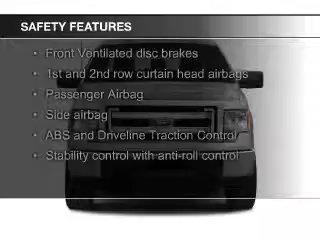 SAFETY FEATURES
• Front Ventilated disc brakes
• 1st and 2nd row curtain head airbags
• Passenger Airbag
• Side airbag
• ABS and Driveline Traction Control
• Stability control with anti-roll control